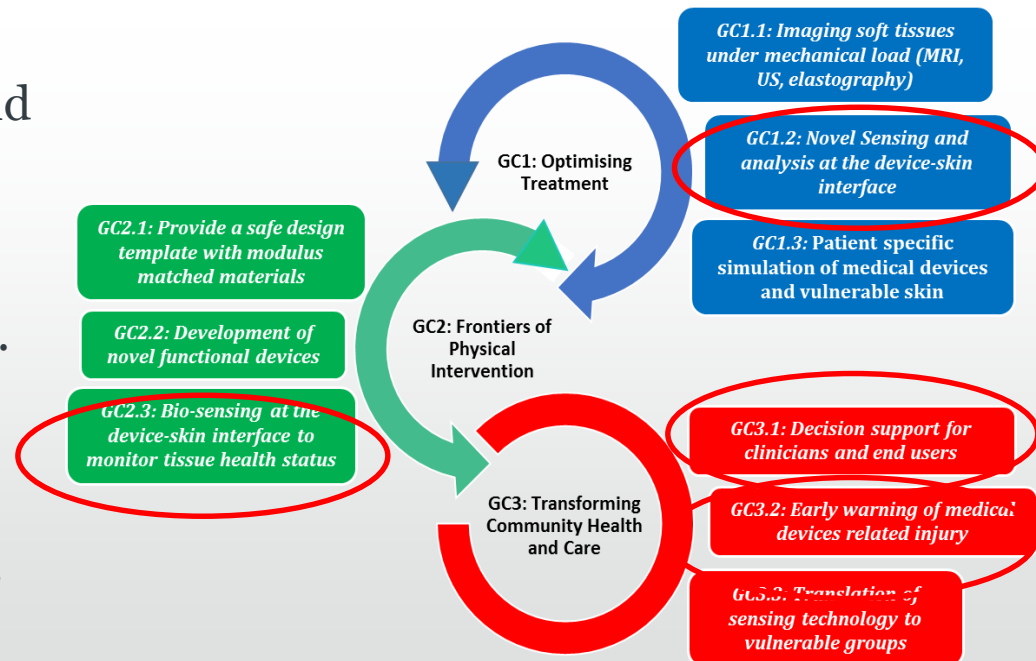 GC1.1: Imaging soft tissues
under mechanical load (MRI,
US, elastography)
GC1.2: Novel Sensing and
analysis at the device-skin
interface
GC1.3: Patient specific
simulation of medical devices
and vulnerable skin
GC1: Optimising
Treatment
GC2.1: Provide a safe design
template with modulus
matched materials
GC2.2: Development of
novel functional devices
GC2.3: Bio-sensing at the
device-skin interface to
monitor tissue health status
GC2: Frontiers of
Physical
Intervention
GC3: Transforming
Community Health
and Care
GC3.1: Decision support for
clinicians and end users
GC3.2: Early warning of medical
devices related injury
GC3.3: Translation of
sensing technology to
vulnerable groups